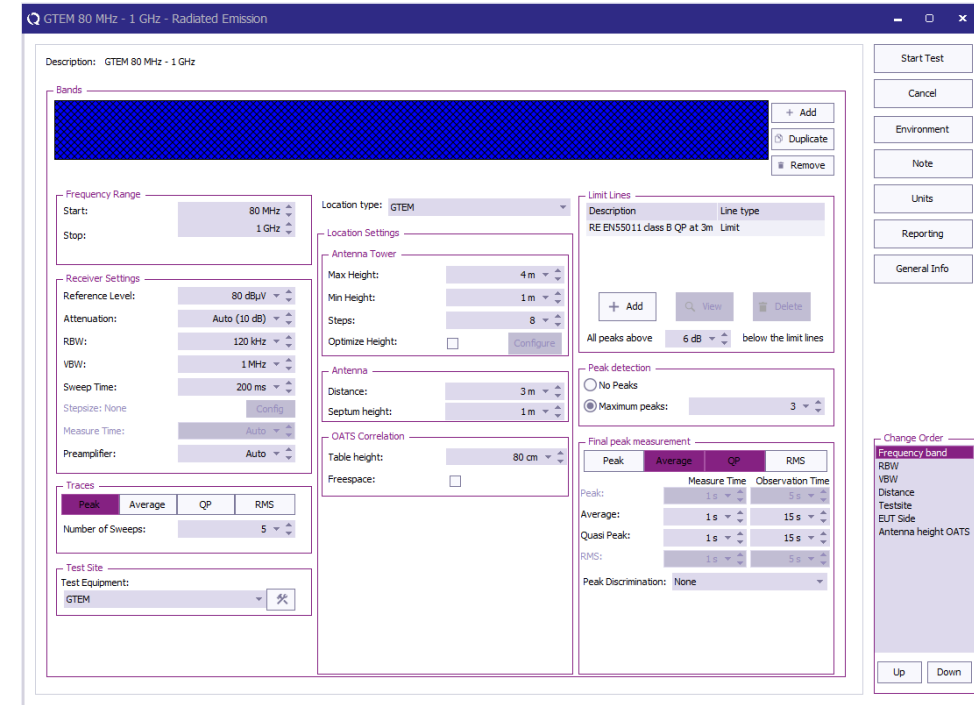 GTEM 80 MHz - 1 GHz - Radiated Emission
Description: GTEM 80 MHz - 1 GHz
Bands
+ Add
Duplicate
Remove
Frequency Range
Start: 80 MHz
Stop: 1 GHz
Receiver Settings
Reference Level: 80 dBµV
Attenuation: Auto (10 dB)
RBW: 120 kHz
VBW: 1 MHz
Sweep Time: 200 ms
Stepsize: None Config
Measure Time: Auto
Preamplifier: Auto
Traces
Peak Average QP RMS
Number of Sweeps: 5
Test Site
Test Equipment:
GTEM
Location type: GTEM
Location Settings
Antenna Tower
Max Height: 4 m
Min Height: 1 m
Steps: 8
Optimize Height: Configure
Antenna
Distance: 3 m
Septum height: 1 m
OATS Correlation
Table height: 80 cm
Freespace:
Limit Lines
Description Line type
RE EN55011 class B QP at 3m Limit
+ Add View Delete
All peaks above 6 dB below the limit lines
Peak detection
No Peaks
Maximum peaks: 3
Final peak measurement
Peak Average QP RMS
Measure Time Observation Time
Peak: 1 s 5 s
Average: 1 s 15 s
Quasi Peak: 1 s 15 s
RMS: 1 s 5 s
Peak Discrimination: None
Start Test
Cancel
Environment
Note
Units
Reporting
General Info
Change Order
Frequency band
RBW
VBW
Distance
Testsite
EUT Side
Antenna height OATS
Up Down